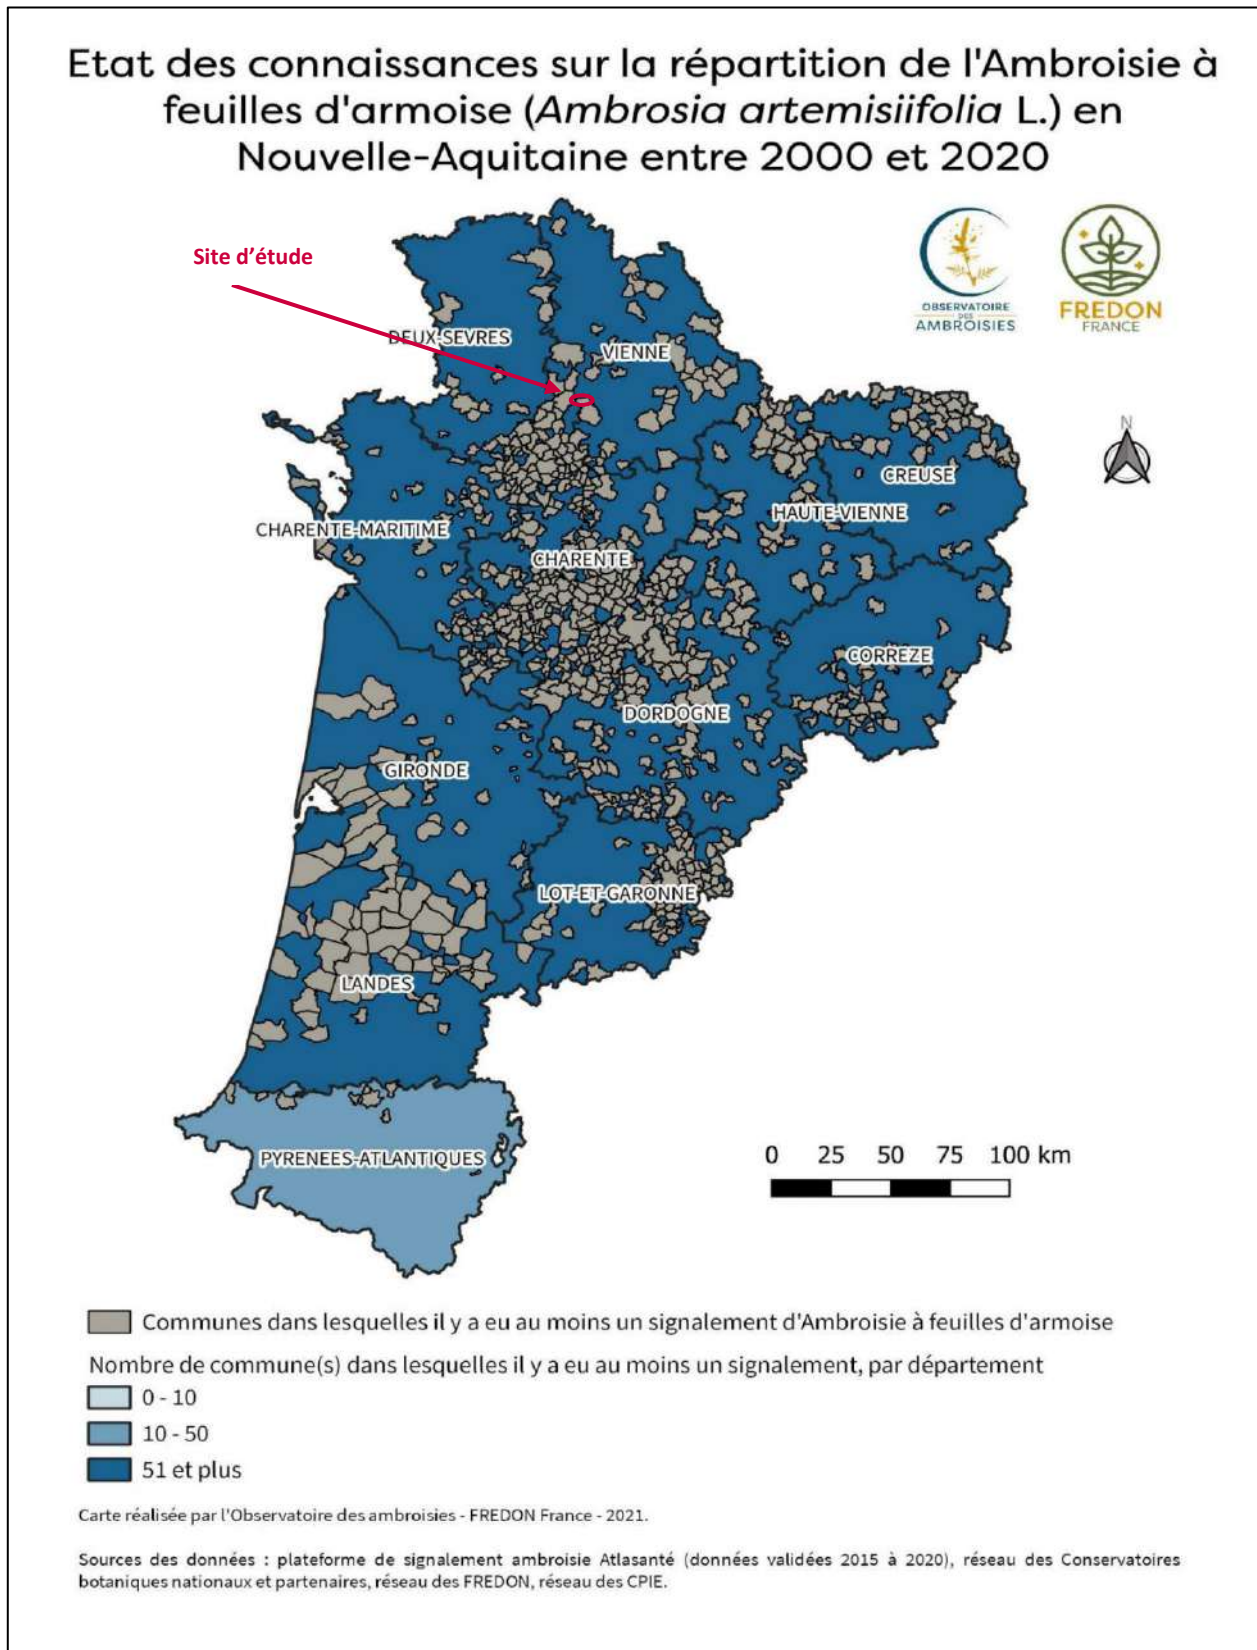 Etat des connaissances sur la répartition de l'Ambroisie à
feuilles d'armoise (Ambrosia artemisiifolia L.) en
Nouvelle-Aquitaine entre 2000 et 2020
Site d'étude
OBSERVATOIRE
DES
AMBROISIES
FREDON
FRANCE
DEUX-SEVRES
VIENNE
N
CREUSE
HAUTE-VIENNE
CHARENTE-MARITIME
CHARENTE
CORREZE
DORDOGNE
GIRONDE
LOT-ET-GARONNE
LANDES
PYRENEES-ATLANTIQUES
0 25 50 75 100 km
Communes dans lesquelles il y a eu au moins un signalement d'Ambroisie à feuilles d'armoise
Nombre de commune(s) dans lesquelles il y a eu au moins un signalement, par département
0 - 10
10 - 50
51 et plus
Carte réalisée par l'Observatoire des ambroisies - FREDON France - 2021.
Sources des données : plateforme de signalement ambroisie Atlasanté (données validées 2015 à 2020), réseau des Conservatoires
botaniques nationaux et partenaires, réseau des FREDON, réseau des CPIE.